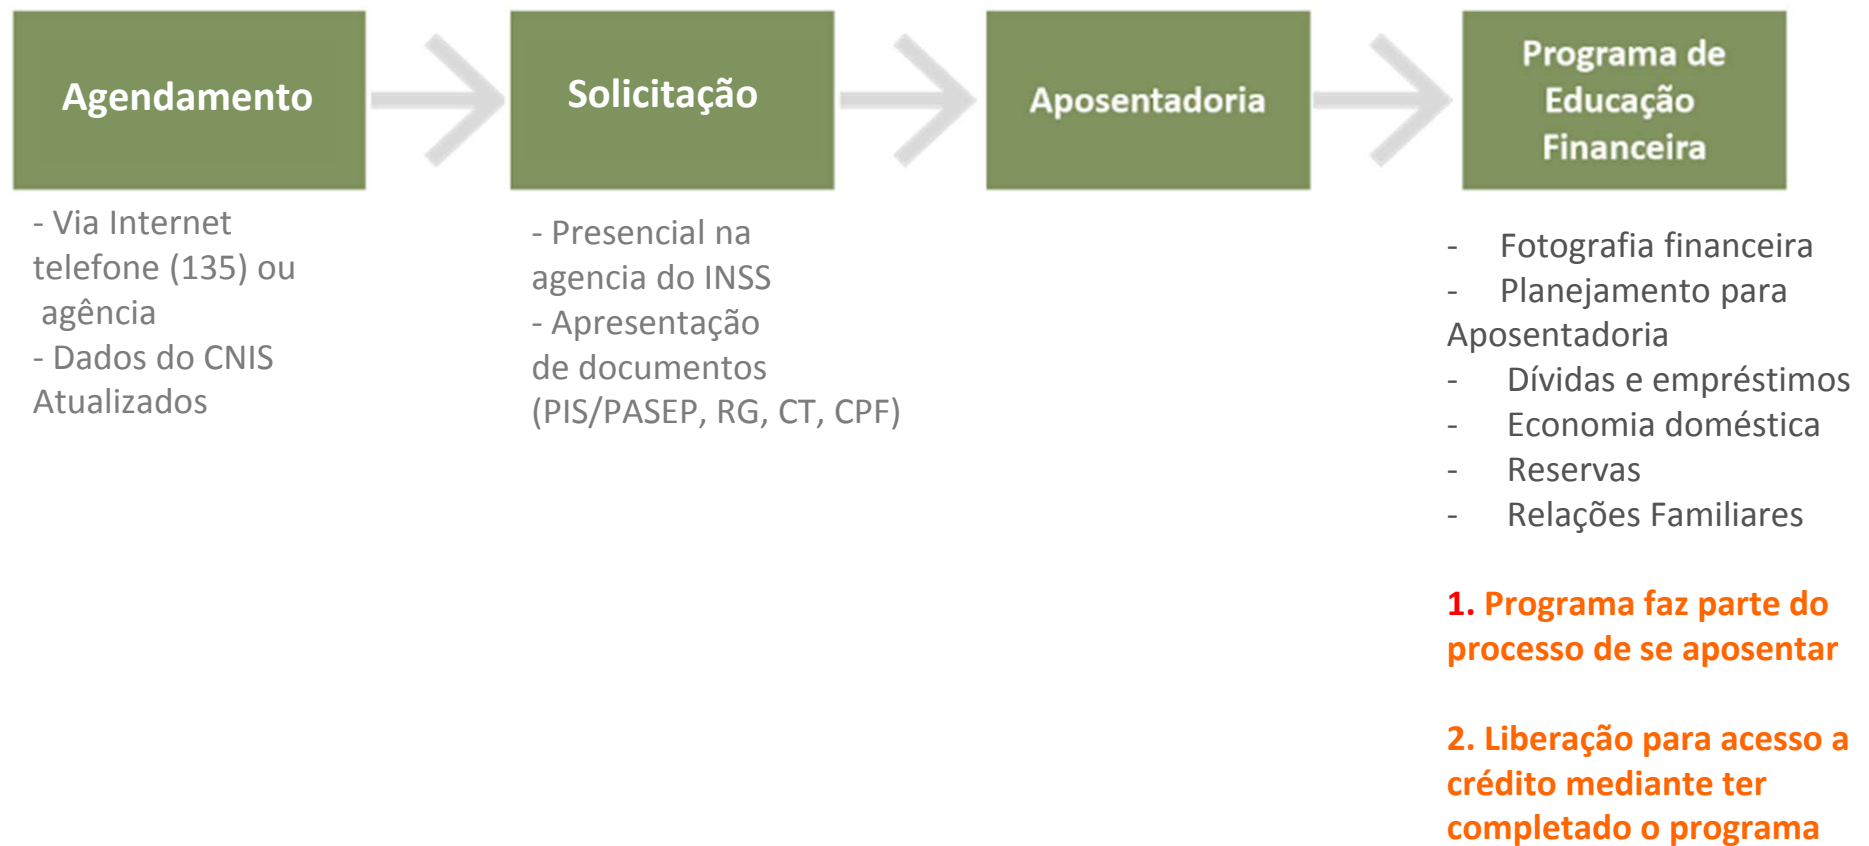 Agendamento
- Via Internet
telefone (135) ou
agência
- Dados do CNIS
Atualizados
Solicitação
- Presencial na
agencia do INSS
- Apresentação
de documentos
(PIS/PASEP, RG, CT, CPF)
Aposentadoria
Programa de
Educação
Financeira
- Fotografia financeira
- Planejamento para
Aposentadoria
- Dívidas e empréstimos
- Economia doméstica
- Reservas
- Relações Familiares
1. Programa faz parte do
processo de se aposentar
2. Liberação para acesso a
crédito mediante ter
completado o programa